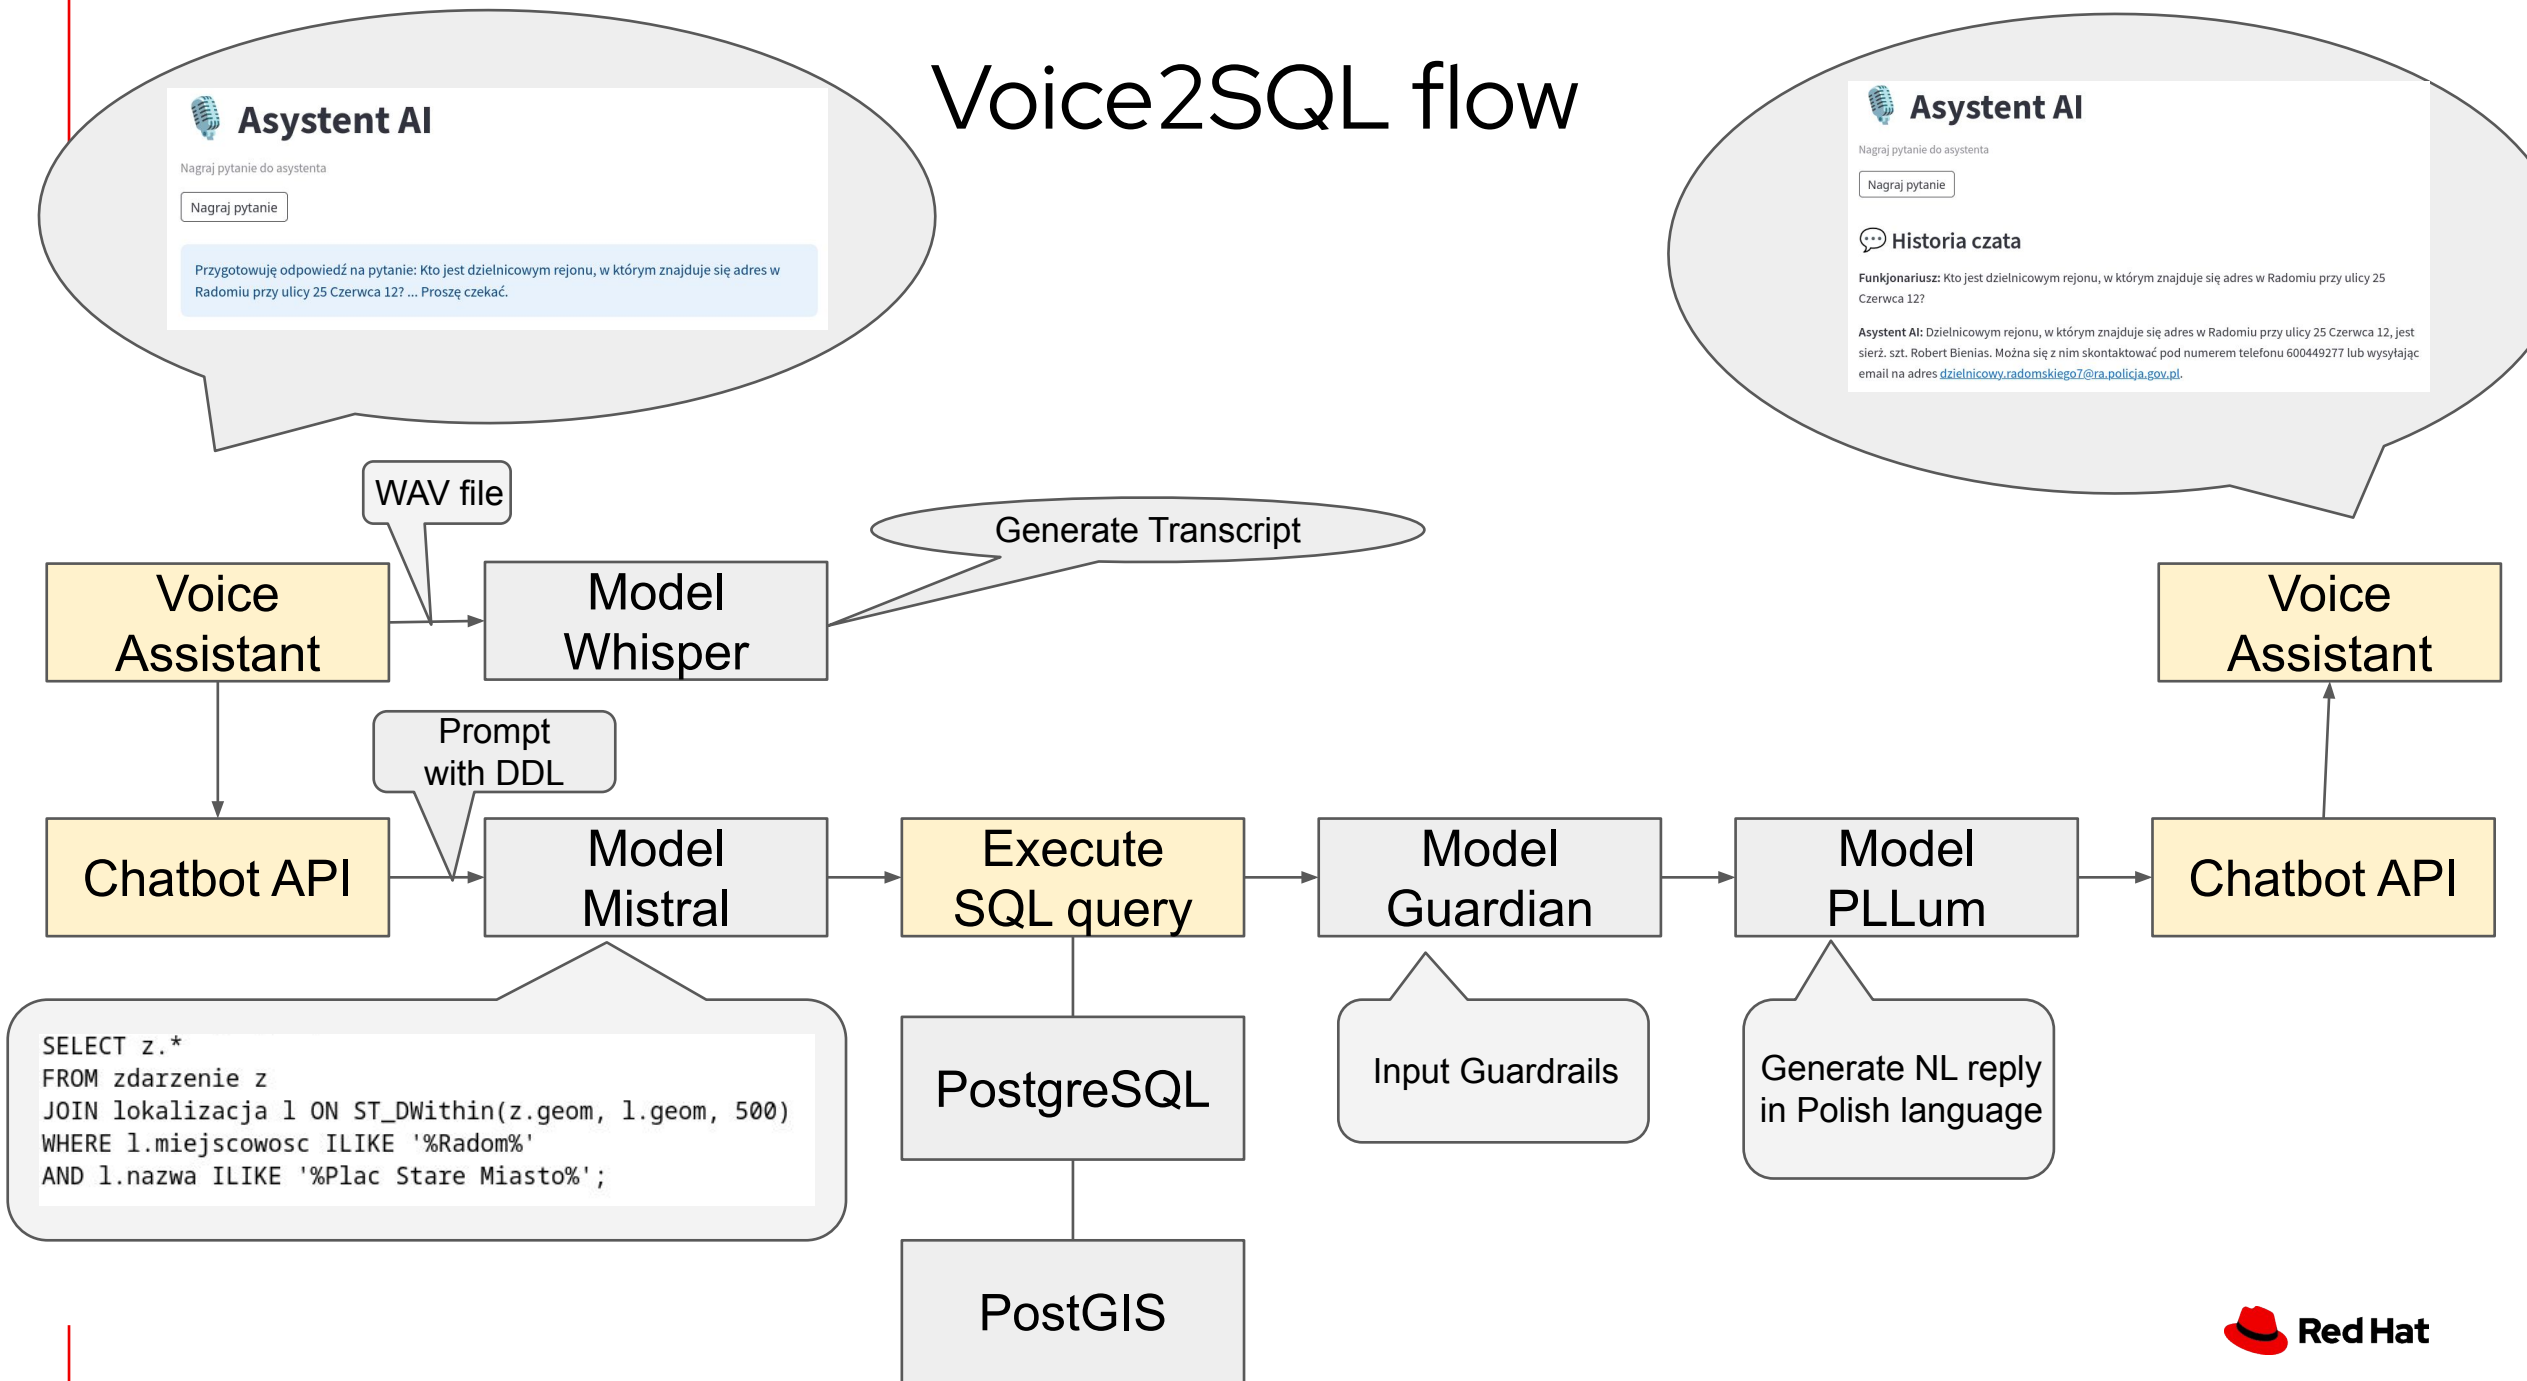 Voice2SQL flow
Asystent AI
Nagraj pytanie do asystenta
Nagraj pytanie
Przygotowuję odpowiedź na pytanie: Kto jest dzielnicowym rejonu, w którym znajduje się adres w
Radomiu przy ulicy 25 Czerwca 12? ... Proszę czekać.
Asystent AI
Nagraj pytanie do asystenta
Nagraj pytanie
Historia czata
Funkjonariusz: Kto jest dzielnicowym rejonu, w którym znajduje się adres w Radomiu przy ulicy 25
Czerwca 12?
Asystent AI: Dzielnicowym rejonu, w którym znajduje się adres w Radomiu przy ulicy 25 Czerwca 12, jest
sierż. szt. Robert Bienias. Można się z nim skontaktować pod numerem telefonu 600449277 lub wysyłając
email na adres dzielnicowy.radomskiego7@ra.policja.gov.pl.
WAV file
Generate Transcript
Voice
Assistant
Model
Whisper
Voice
Assistant
Prompt
with DDL
Chatbot API
Model
Mistral
Execute
SQL query
Model
Guardian
Model
PLLum
Chatbot API
SELECT z.*
FROM zdarzenie z
JOIN lokalizacja l ON ST_DWithin(z.geom, l.geom, 500)
WHERE l.miejscowosc ILIKE '%Radom%'
AND l.nazwa ILIKE '%Plac Stare Miasto%';
PostgreSQL
Input Guardrails
Generate NL reply
in Polish language
PostGIS
Red Hat